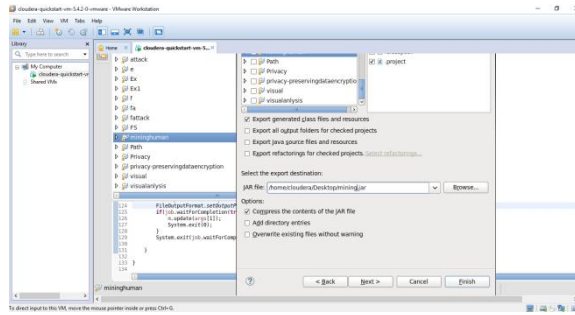 cloudera-quickstart-vm-5.4.2-0-vmware - VMware Workstation
File Edit View VM Tabs Help
Library
Type here to search
My Computer
cloudera-quickstart-vr
Shared VMs
Home
cloudera-quickstart-vm-5...
attack
e
Ex
Ex1
f
fa
fattack
FS
mininghuman
Path
Privacy
privacy-preservingdataencryption
visual
visualanlysis
124 FileOutputFormat.setOutputP
125 if(job.waitForCompletion(tr
126 m.update(args[1]);
127 System.exit(0);
128 }
129 System.exit(job.waitForComp
130
131 }
132
133 }
134
mininghuman
Path
Privacy
privacy-preservingdataencryptio
visual
visualanlysis
.project
Export generated class files and resources
Export all output folders for checked projects
Export Java source files and resources
Export refactorings for checked projects. Select refactorings...
Select the export destination:
JAR file: /home/cloudera/Desktop/mining.jar
Browse...
Options:
Compress the contents of the JAR file
Add directory entries
Overwrite existing files without warning
< Back Next > Cancel Finish
To direct input to this VM, move the mouse pointer inside or press Ctrl+G.